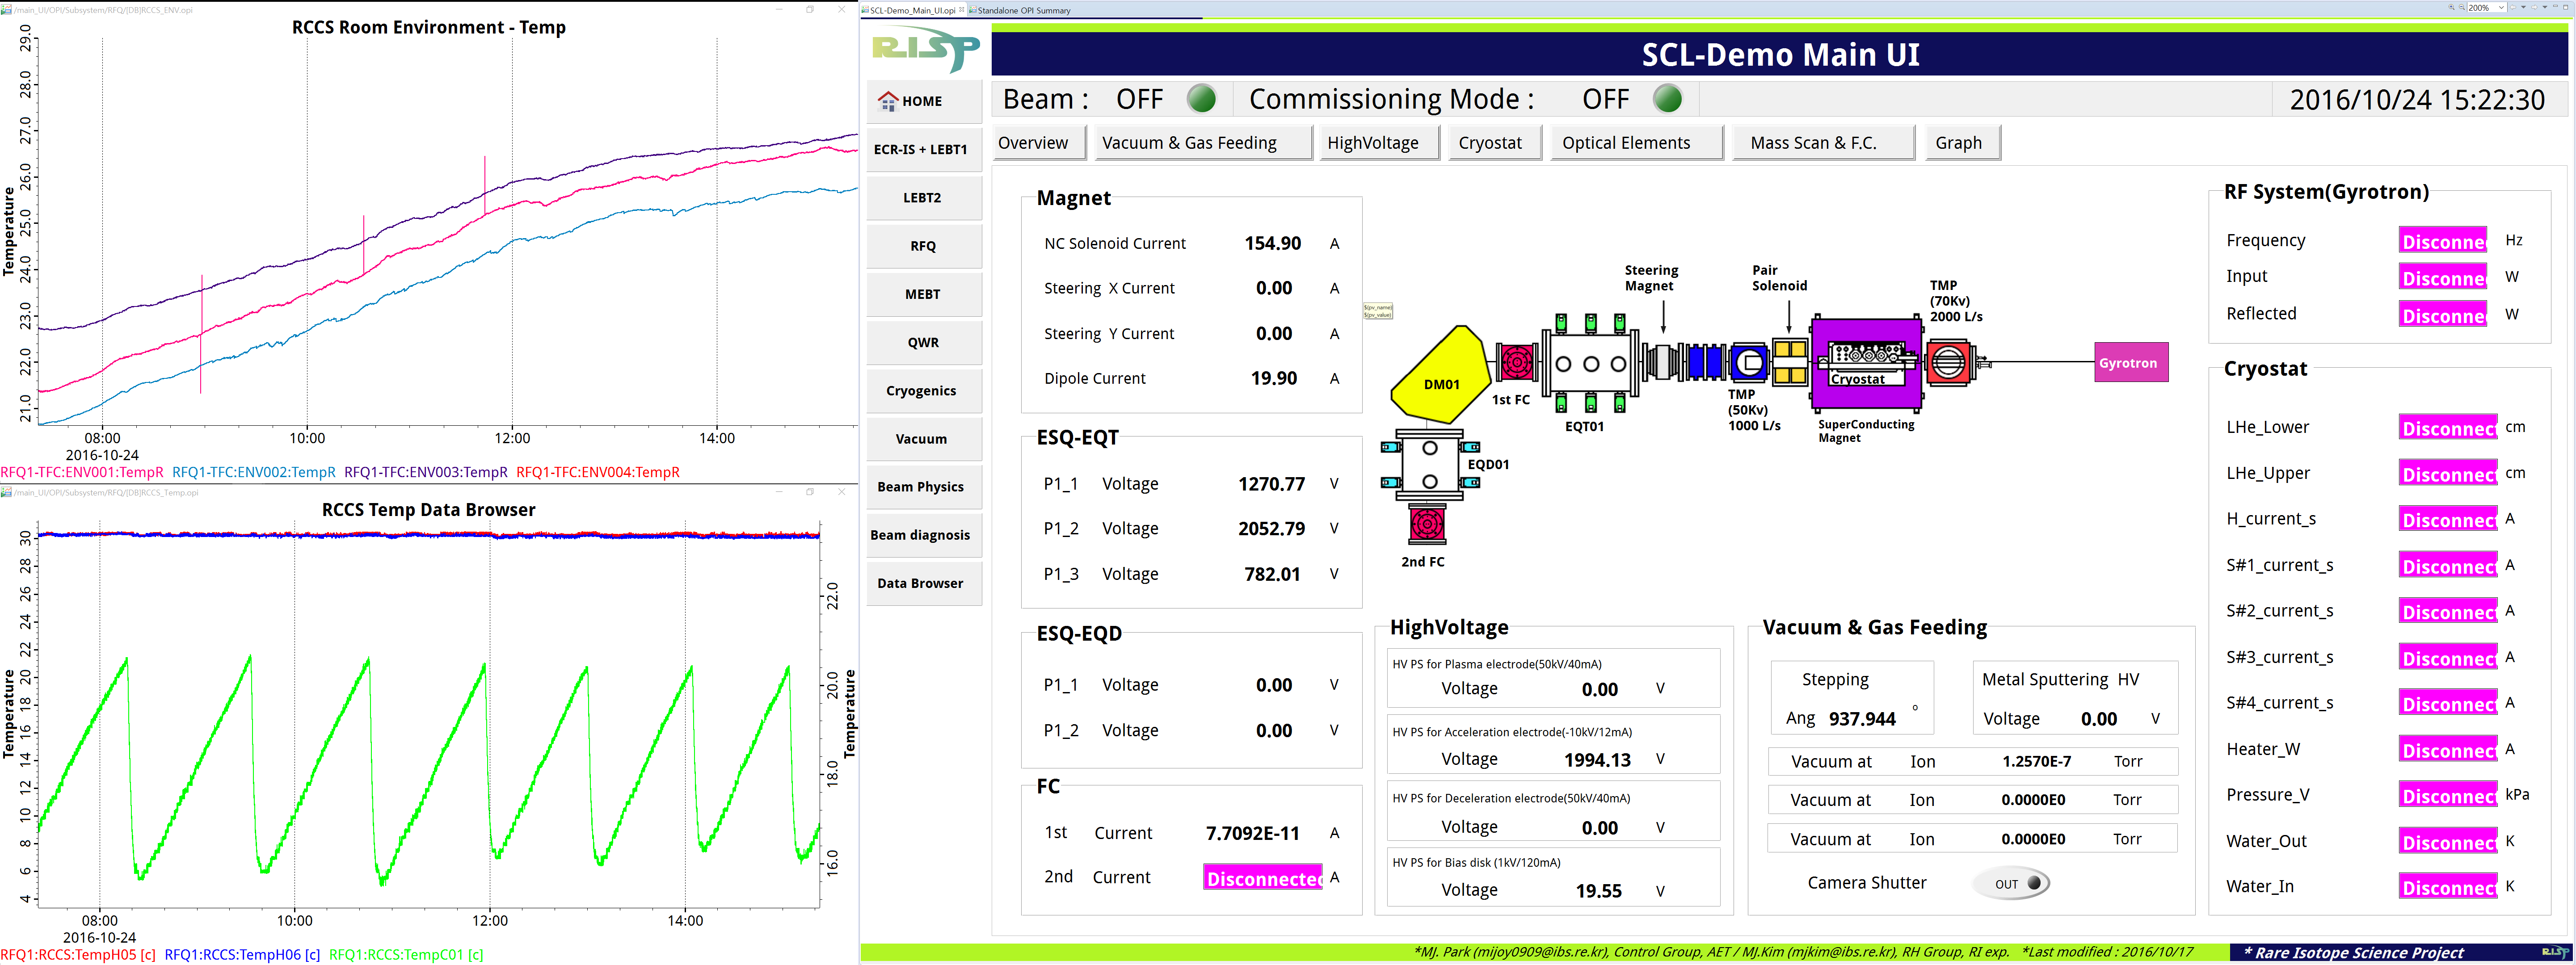 /main_UI/OPI/Subsystem/RFQ/[DB]RCCS_ENV.opi
RCCS Room Environment - Temp
Temperature
29.0
28.0
27.0
26.0
25.0
24.0
23.0
22.0
21.0
08:00 10:00 12:00 14:00
2016-10-24
RFQ1-TFC:ENV001:TempR RFQ1-TFC:ENV002:TempR RFQ1-TFC:ENV003:TempR RFQ1-TFC:ENV004:TempR
/main_UI/OPI/Subsystem/RFQ/[DB]RCCS_Temp.opi
RCCS Temp Data Browser
Temperature
30
28
26
24
22
20
18
16
14
12
10
8
6
4
22.0
20.0
18.0
16.0
Temperature
08:00 10:00 12:00 14:00
2016-10-24
RFQ1:RCCS:TempH05 [c] RFQ1:RCCS:TempH06 [c] RFQ1:RCCS:TempC01 [c]
SCL-Demo_Main_UI.opi Standalone OPI Summary
200%
RISP
SCL-Demo Main UI
Beam : OFF Commissioning Mode : OFF 2016/10/24 15:22:30
HOME
ECR-IS + LEBT1
LEBT2
RFQ
MEBT
QWR
Cryogenics
Vacuum
Beam Physics
Beam diagnosis
Data Browser
Overview Vacuum & Gas Feeding HighVoltage Cryostat Optical Elements Mass Scan & F.C. Graph
Magnet
NC Solenoid Current 154.90 A
Steering X Current 0.00 A
Steering Y Current 0.00 A
Dipole Current 19.90 A
ESQ-EQT
P1_1 Voltage 1270.77 V
P1_2 Voltage 2052.79 V
P1_3 Voltage 782.01 V
ESQ-EQD
P1_1 Voltage 0.00 V
P1_2 Voltage 0.00 V
FC
1st Current 7.7092E-11 A
2nd Current Disconnected A
$(pv_name)
$(pv_value)
DM01
1st FC
EQT01
Steering
Magnet
TMP
(50Kv)
1000 L/s
Pair
Solenoid
Cryostat
SuperConducting
Magnet
TMP
(70Kv)
2000 L/s
Gyrotron
EQD01
2nd FC
HighVoltage
HV PS for Plasma electrode(50kV/40mA)
Voltage 0.00 V
HV PS for Acceleration electrode(-10kV/12mA)
Voltage 1994.13 V
HV PS for Deceleration electrode(50kV/40mA)
Voltage 0.00 V
HV PS for Bias disk (1kV/120mA)
Voltage 19.55 V
Vacuum & Gas Feeding
Stepping
Ang 937.944 o
Metal Sputtering HV
Voltage 0.00 V
Vacuum at Ion 1.2570E-7 Torr
Vacuum at Ion 0.0000E0 Torr
Vacuum at Ion 0.0000E0 Torr
Camera Shutter OUT
RF System(Gyrotron)
Frequency Disconne Hz
Input Disconne W
Reflected Disconne W
Cryostat
LHe_Lower Disconnect cm
LHe_Upper Disconnect cm
H_current_s Disconnect A
S#1_current_s Disconnect A
S#2_current_s Disconnect A
S#3_current_s Disconnect A
S#4_current_s Disconnect A
Heater_W Disconnect A
Pressure_V Disconnect kPa
Water_Out Disconnect K
Water_In Disconnect K
*MJ. Park (mijoy0909@ibs.re.kr), Control Group, AET / MJ.Kim (mjkim@ibs.re.kr), RH Group, RI exp. *Last modified : 2016/10/17
* Rare Isotope Science Project RISP